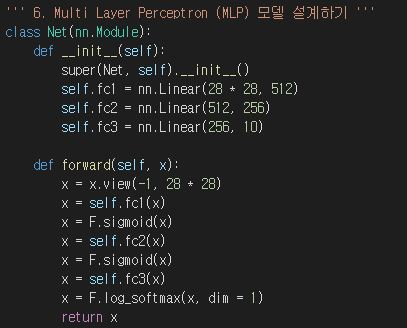 ''' 6. Multi Layer Perceptron (MLP) 모델 설계하기 '''
class Net(nn.Module):
    def __init__(self):
        super(Net, self).__init__()
        self.fc1 = nn.Linear(28 * 28, 512)
        self.fc2 = nn.Linear(512, 256)
        self.fc3 = nn.Linear(256, 10)

    def forward(self, x):
        x = x.view(-1, 28 * 28)
        x = self.fc1(x)
        x = F.sigmoid(x)
        x = self.fc2(x)
        x = F.sigmoid(x)
        x = self.fc3(x)
        x = F.log_softmax(x, dim = 1)
        return x